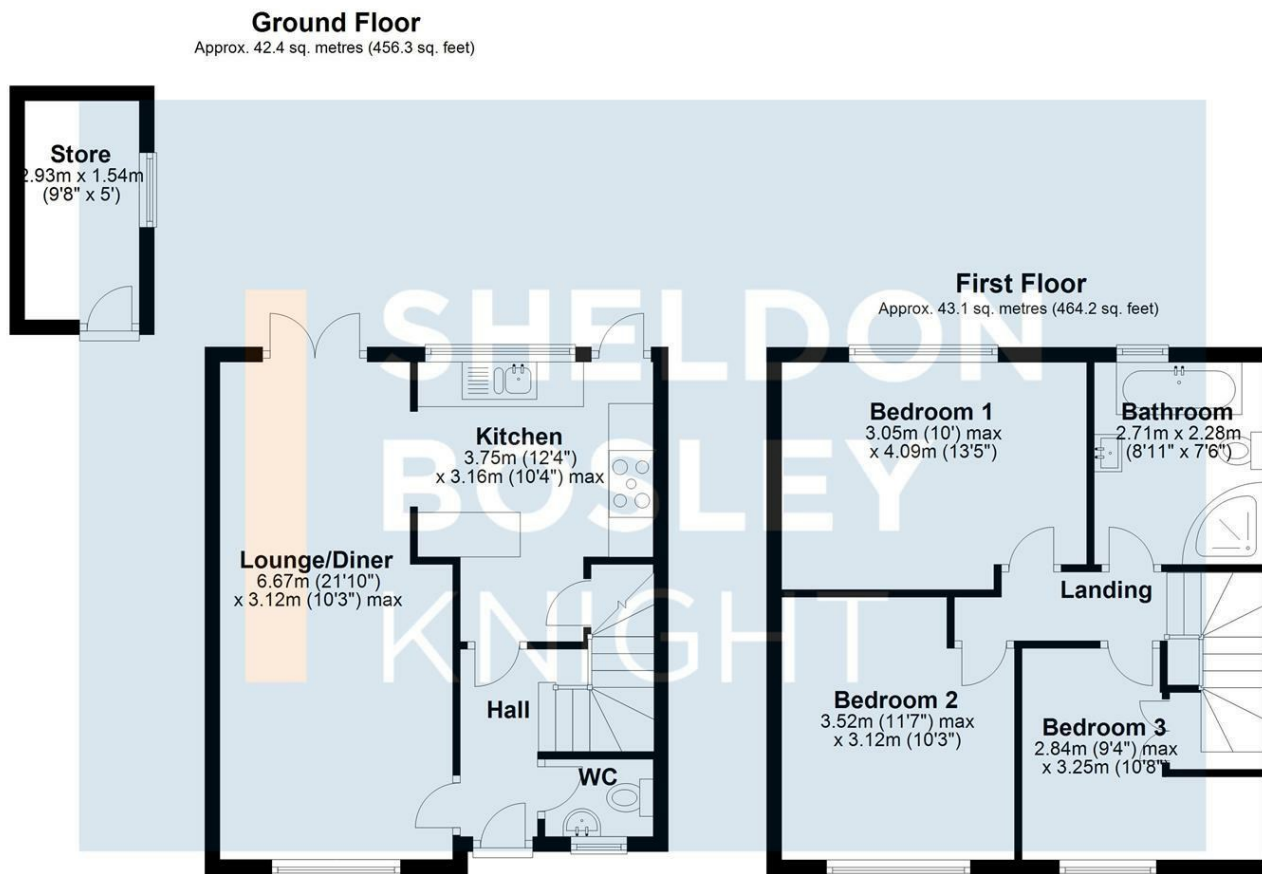 Ground Floor
Approx. 42.4 sq. metres (456.3 sq. feet)
Store
2.93m x 1.54m
(9'8" x 5')
First Floor
Approx. 43.1 sq. metres (464.2 sq. feet)
Kitchen
3.75m (12'4")
x 3.16m (10'4") max
Bedroom 1
3.05m (10') max
x 4.09m (13'5")
Bathroom
2.71m x 2.28m
(8'11" x 7'6")
Lounge/Diner
6.67m (21'10")
x 3.12m (10'3") max
Landing
Hall
Bedroom 2
3.52m (11'7") max
x 3.12m (10'3")
Bedroom 3
2.84m (9'4") max
x 3.25m (10'8")
WC
SHELDON
BOSLEY
KNIGHT